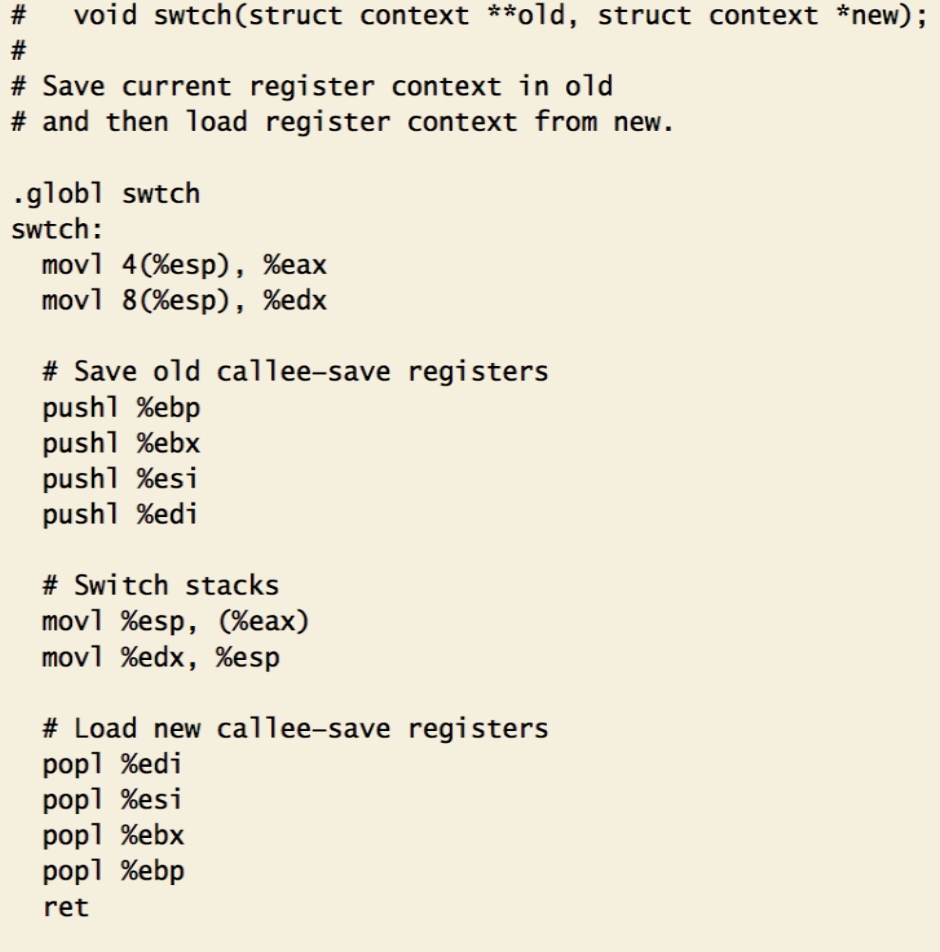 #   void swtch(struct context **old, struct context *new);
#
# Save current register context in old
# and then load register context from new.

.globl swtch
swtch:
  movl 4(%esp), %eax
  movl 8(%esp), %edx

  # Save old callee-save registers
  pushl %ebp
  pushl %ebx
  pushl %esi
  pushl %edi

  # Switch stacks
  movl %esp, (%eax)
  movl %edx, %esp

  # Load new callee-save registers
  popl %edi
  popl %esi
  popl %ebx
  popl %ebp
  ret